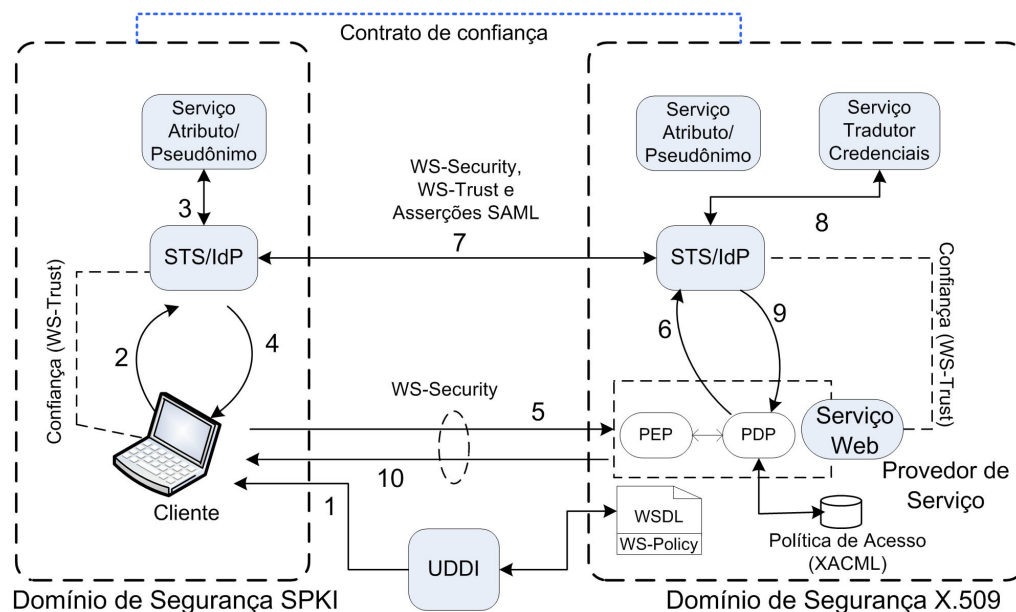 Contrato de confiança
Serviço
Atributo/
Pseudônimo
Serviço
Atributo/
Pseudônimo
Serviço
Tradutor
Credenciais
WS-Security,
WS-Trust e
Asserções SAML
3
8
STS/IdP
7
STS/IdP
Confiança (WS-Trust)
2
4
6
9
Confiança (WS-Trust)
WS-Security
5
PEP
PDP
Serviço
Web
10
Provedor de
Serviço
Cliente
1
WSDL
WS-Policy
Política de Acesso
(XACML)
UDDI
Domínio de Segurança SPKI
Domínio de Segurança X.509